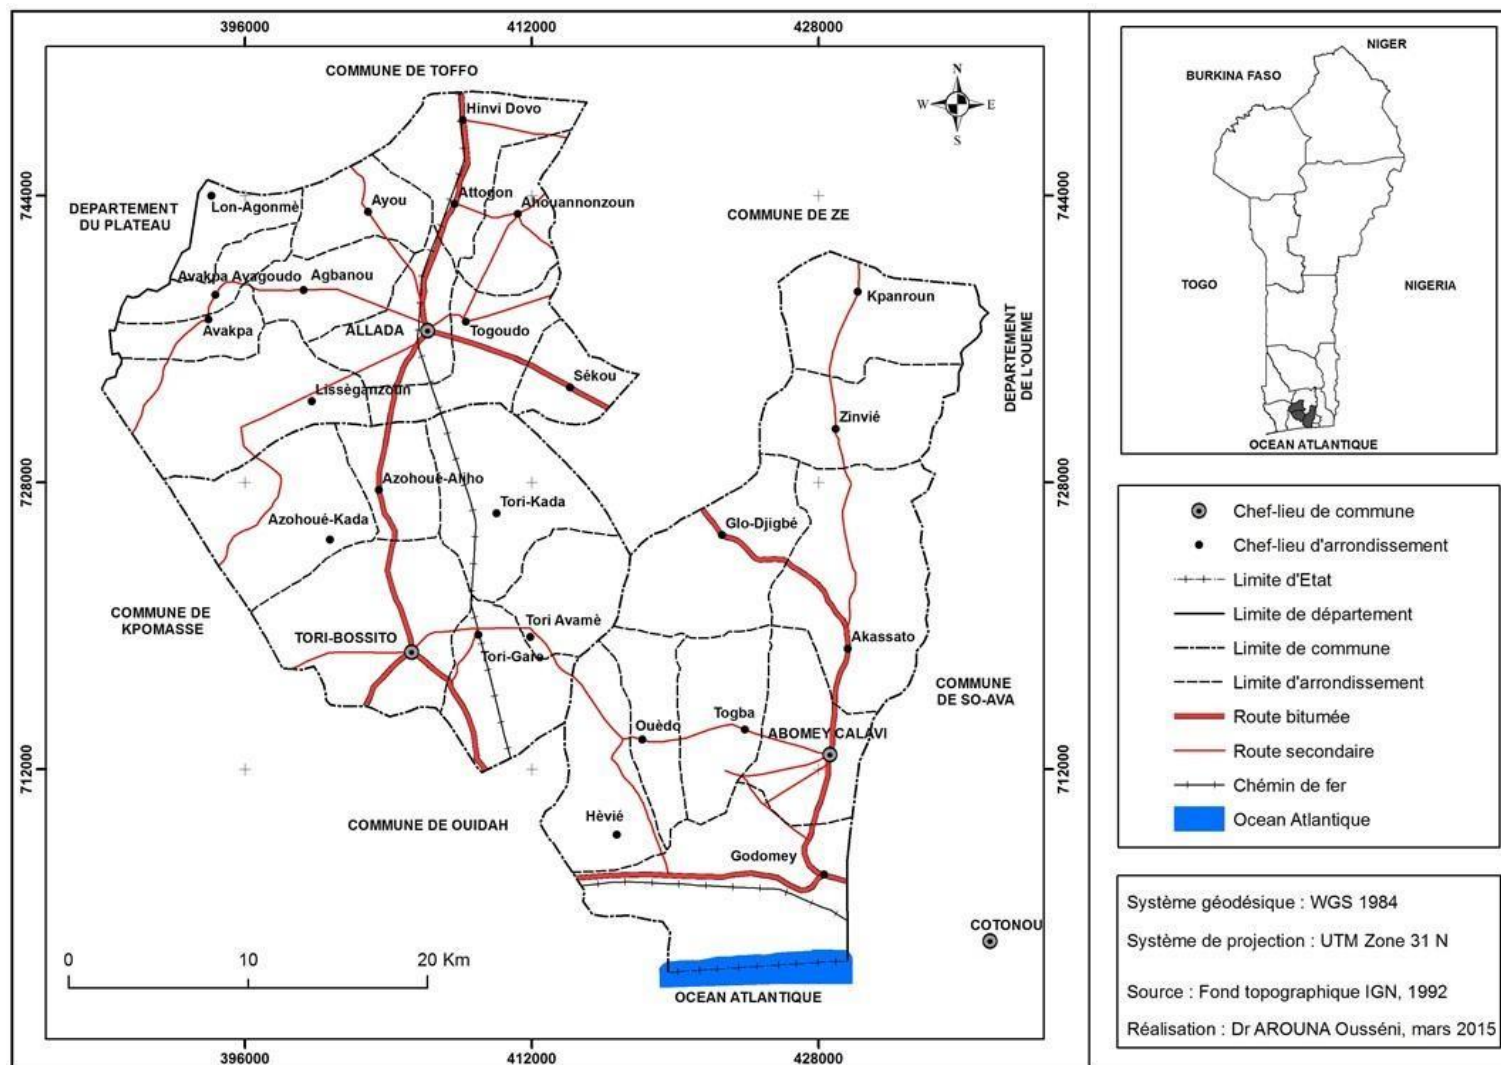 396000
412000
428000
COMMUNE DE TOFFO
N
W
E
S
Hinvi Dovo
744000
744000
DEPARTEMENT
DU PLATEAU
Lon-Agonmè
Ayou
Attogon
Ahouannonzoun
COMMUNE DE ZE
Avakpa Ayagoudo
Agbanou
Kpanroun
Avakpa
ALLADA
Togoudo
DEPARTEMENT
DE L'OUEME
Sékou
Lissèganzoun
Zinvié
728000
728000
Azohoué-Aliho
Tori-Kada
Azohoué-Kada
Glo-Djigbé
COMMUNE DE
KPOMASSE
TORI-BOSSITO
Tori Avamè
Tori-Gare
Akassato
COMMUNE
DE SO-AVA
Ouèdo
Togba
ABOMEY CALAVI
712000
712000
Hèvié
COMMUNE DE OUIDAH
Godomey
COTONOU
0
10
20 Km
OCEAN ATLANTIQUE
396000
412000
428000
NIGER
BURKINA FASO
TOGO
NIGERIA
OCEAN ATLANTIQUE
Chef-lieu de commune
Chef-lieu d'arrondissement
Limite d'Etat
Limite de département
Limite de commune
Limite d'arrondissement
Route bitumée
Route secondaire
Chémin de fer
Ocean Atlantique
Système géodésique : WGS 1984
Système de projection : UTM Zone 31 N
Source : Fond topographique IGN, 1992
Réalisation : Dr AROUNA Ousséni, mars 2015